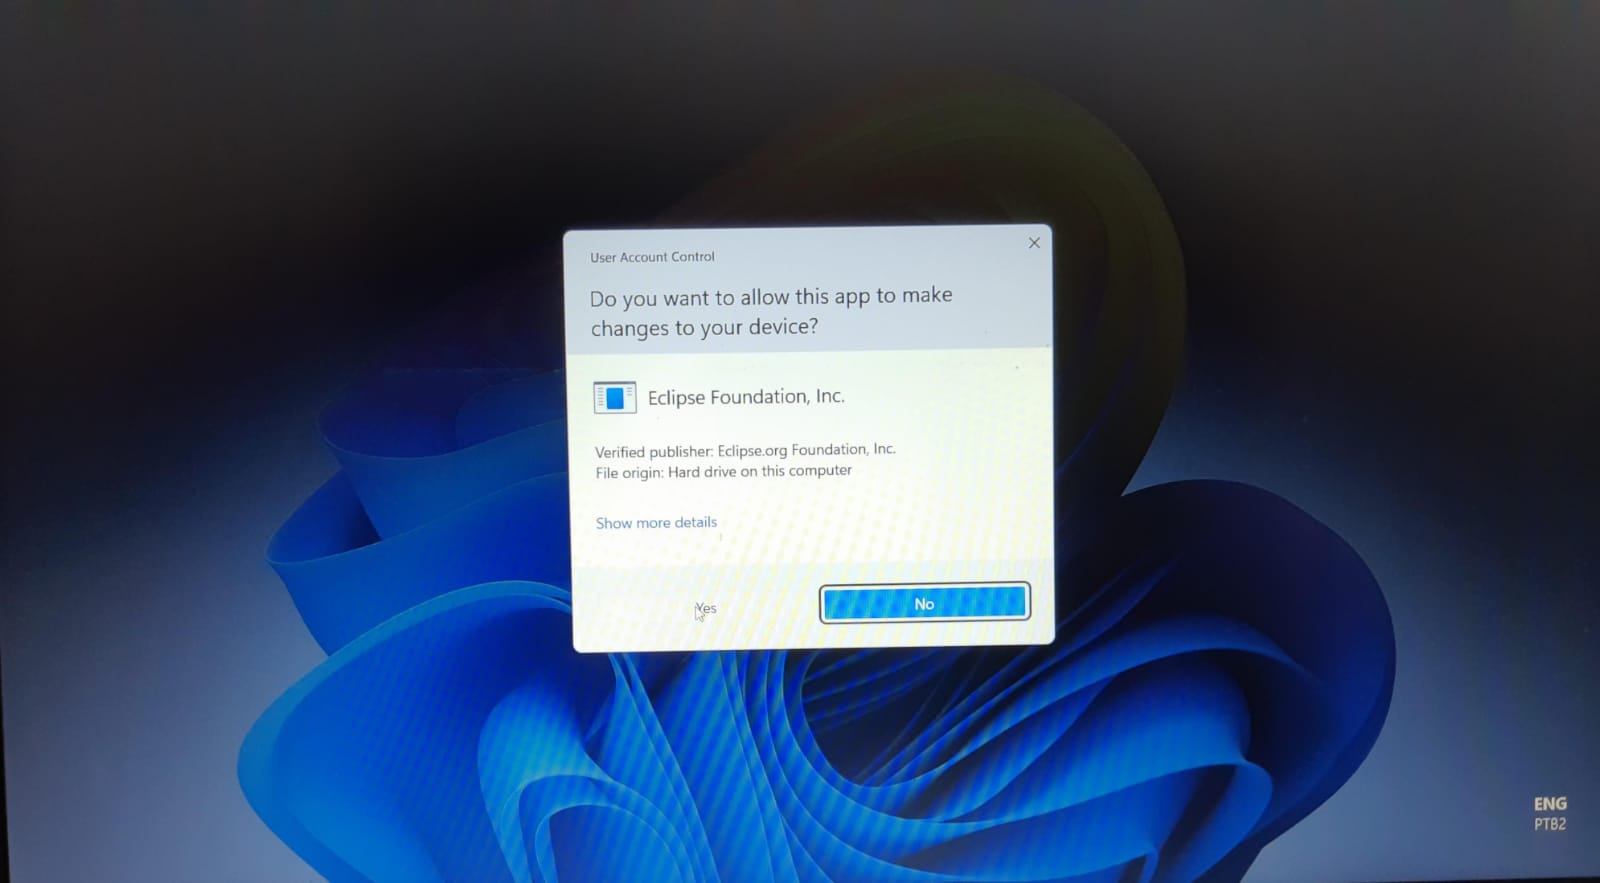 User Account Control
Do you want to allow this app to make
changes to your device?
Eclipse Foundation, Inc.
Verified publisher: Eclipse.org Foundation, Inc.
File origin: Hard drive on this computer
Show more details
Yes
No
ENG
PTB2